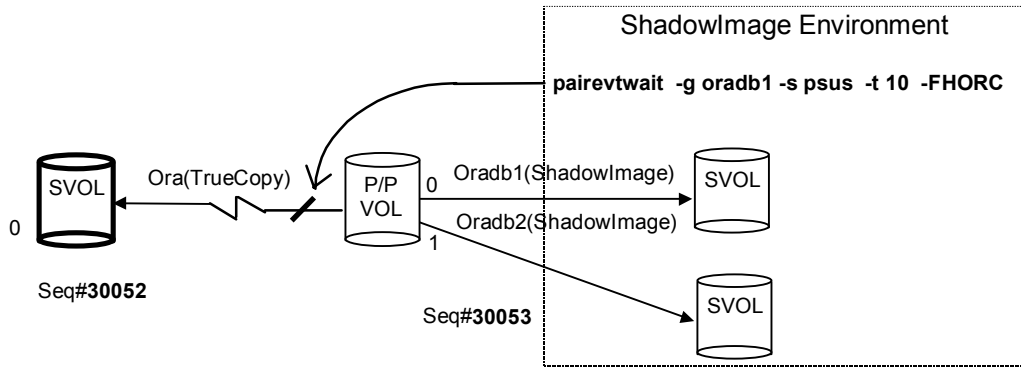 ShadowImage Environment
pairevtwait -g oradb1 -s psus -t 10 -FHORC
SVOL
Ora(TrueCopy)
P/P
VOL
0
Oradb1(ShadowImage)
SVOL
0
Oradb2(ShadowImage)
1
Seq#30052
Seq#30053
SVOL